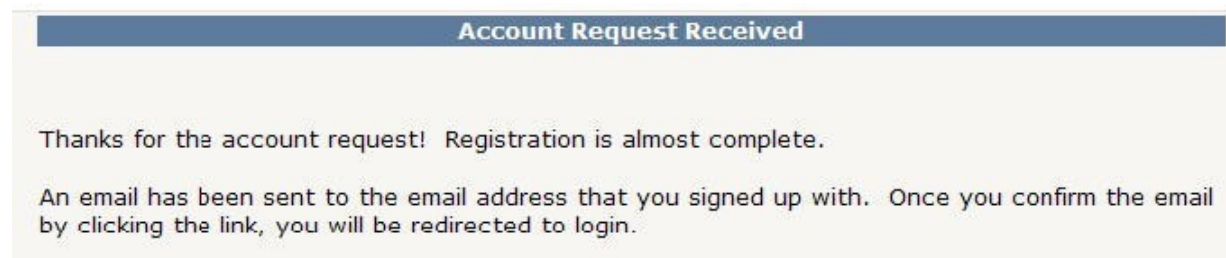 Account Request Received
Thanks for the account request!  Registration is almost complete.
An email has been sent to the email address that you signed up with.  Once you confirm the email
by clicking the link, you will be redirected to login.